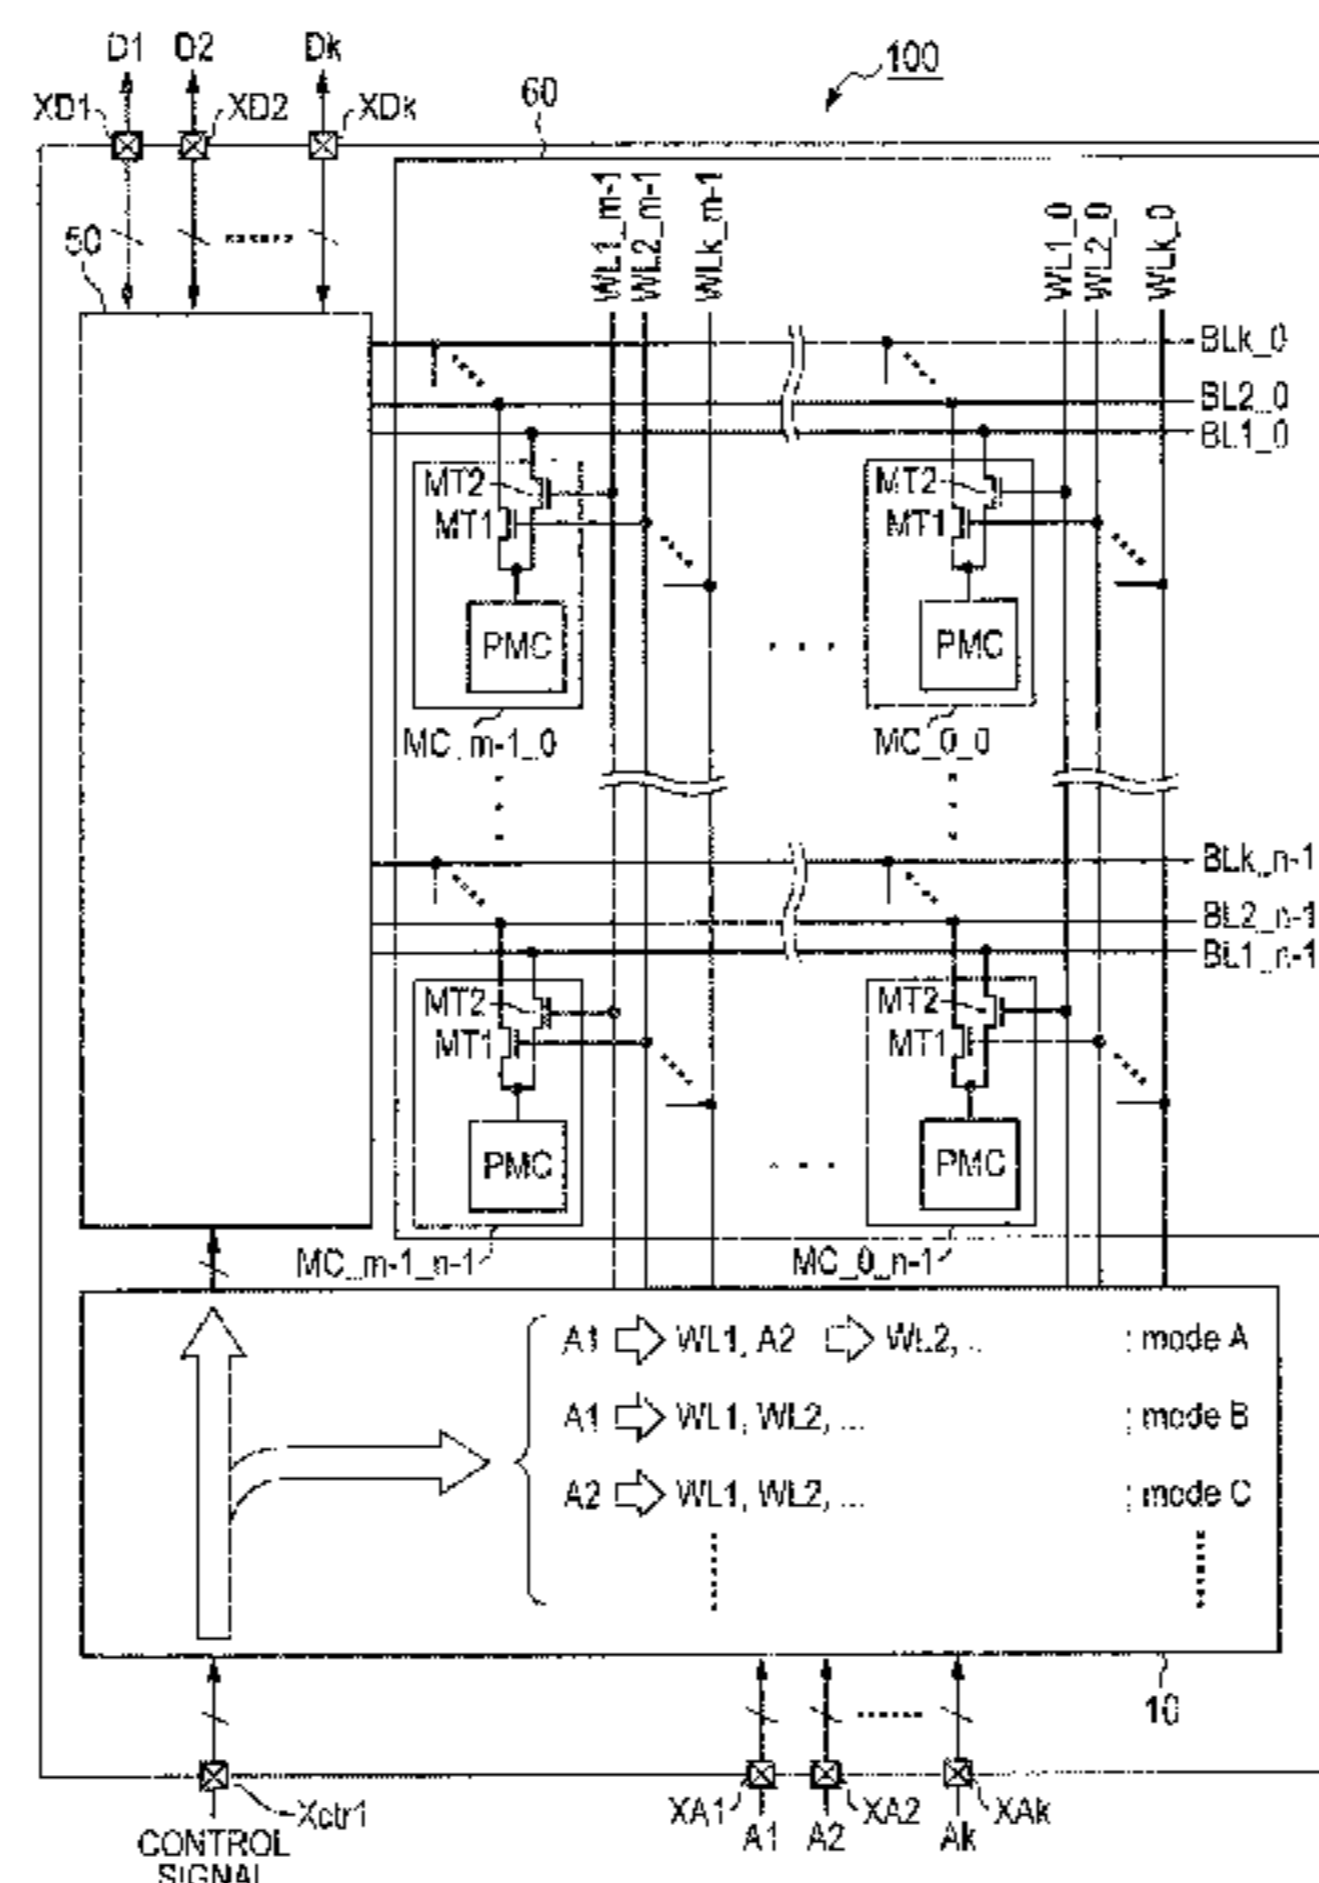 D1 D2 Dk
100
XD1 XD2 XDk
60
50
WL1_m-1
WL2_m-1
WLk_m-1
WL1_0
WL2_0
WLk_0
BLk_0
BL2_0
BL1_0
MT2
MT1
PMC
MC_m-1_0
MT2
MT1
PMC
MC_0_0
BLk_n-1
BL2_n-1
BL1_n-1
MT2
MT1
PMC
MC_m-1_n-1
MT2
MT1
PMC
MC_0_n-1
A1 WL1, A2 WL2, .. ; mode A
A1 WL1, WL2, ... ; mode B
A2 WL1, WL2, ... ; mode C
10
Xctr1
CONTROL
SIGNAL
XA1 XA2 XAk
A1 A2 Ak